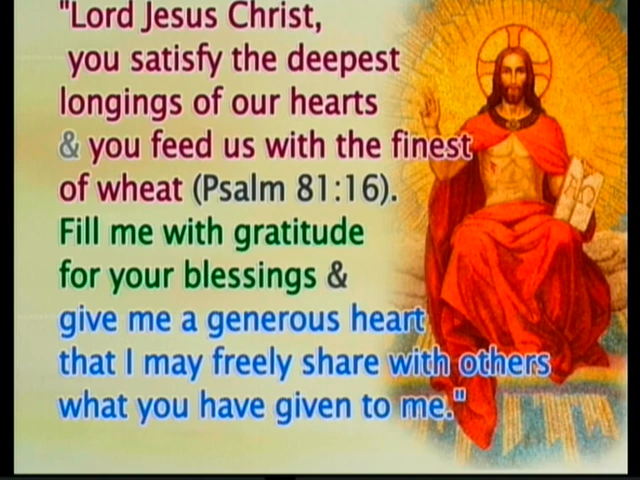 "Lord Jesus Christ,
you satisfy the deepest
longings of our hearts
& you feed us with the finest
of wheat (Psalm 81:16).
Fill me with gratitude
for your blessings &
give me a generous heart
that I may freely share with others
what you have given to me."